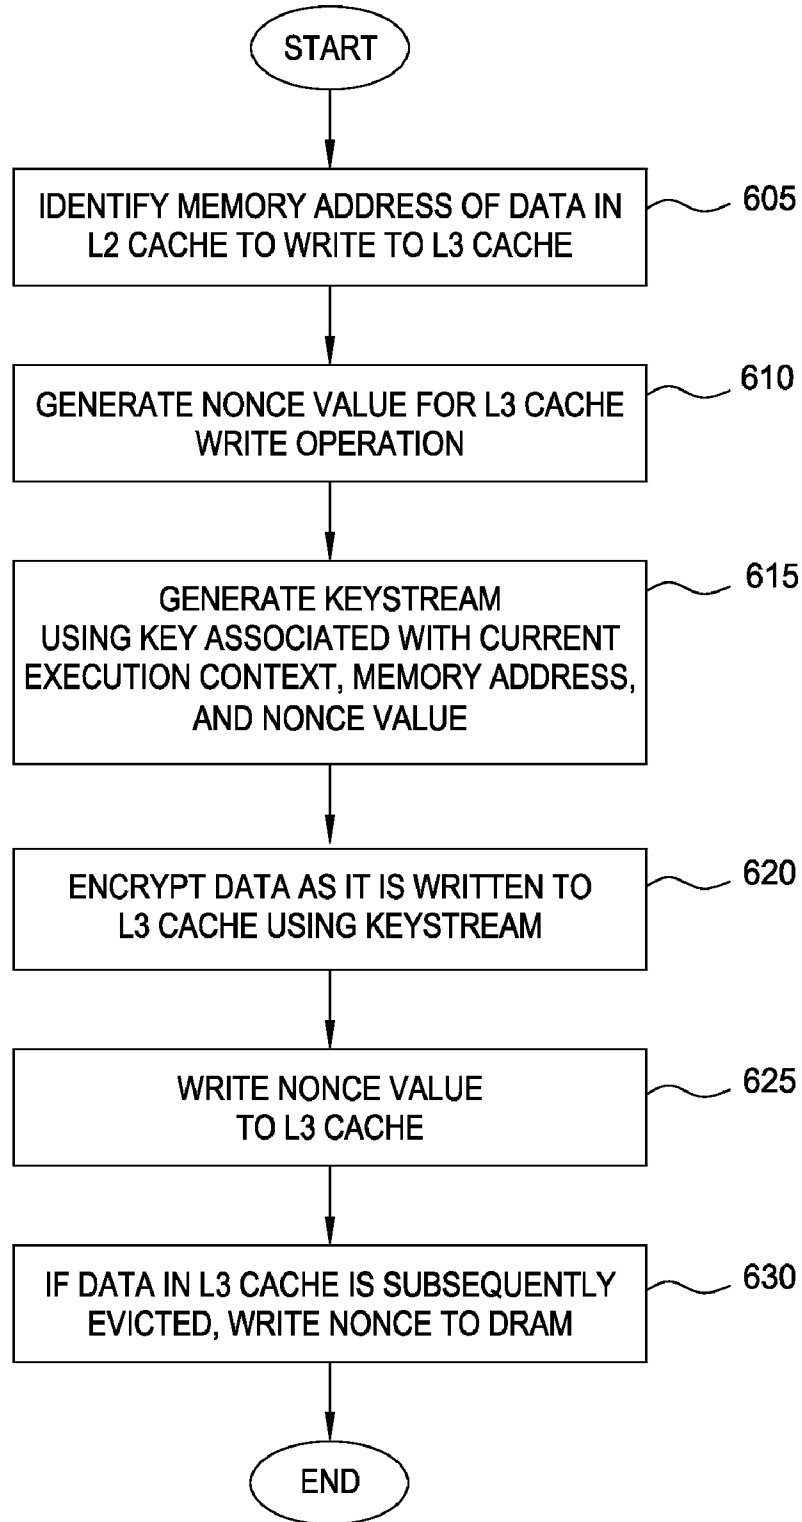 START
IDENTIFY MEMORY ADDRESS OF DATA IN
L2 CACHE TO WRITE TO L3 CACHE
605
GENERATE NONCE VALUE FOR L3 CACHE
WRITE OPERATION
610
GENERATE KEYSTREAM
USING KEY ASSOCIATED WITH CURRENT
EXECUTION CONTEXT, MEMORY ADDRESS,
AND NONCE VALUE
615
ENCRYPT DATA AS IT IS WRITTEN TO
L3 CACHE USING KEYSTREAM
620
WRITE NONCE VALUE
TO L3 CACHE
625
IF DATA IN L3 CACHE IS SUBSEQUENTLY
EVICTED, WRITE NONCE TO DRAM
630
END